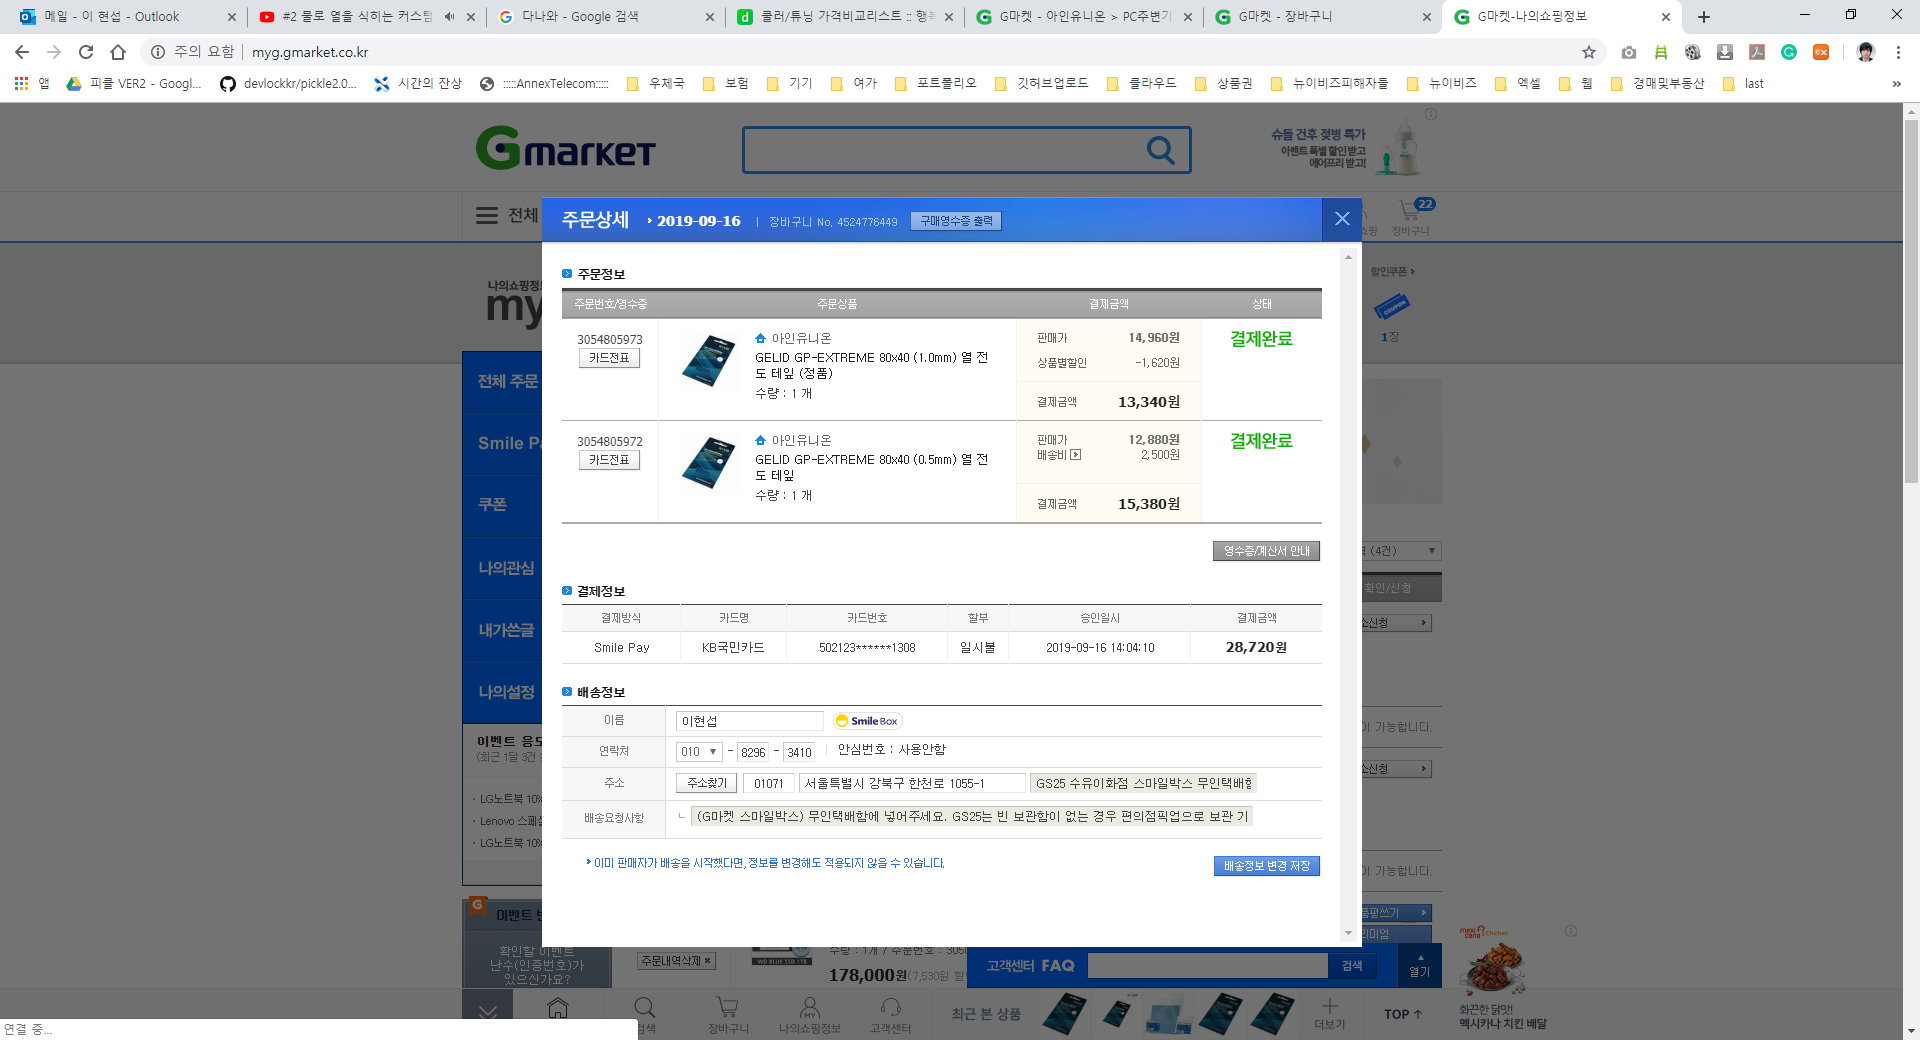 메일 - 이 현섭 - Outlook
#2 물로 열을 식히는 커스텀
다나와 - Google 검색
쿨러/튜닝 가격비교리스트 :: 행복
G마켓 - 아인유니온 > PC주변기
G마켓 - 장바구니
G마켓-나의쇼핑정보
주의 요함
myg.gmarket.co.kr
앱
피클 VER2 - Googl...
devlockkr/pickle2.0...
시간의 잔상
:::::AnnexTelecom:::::
우체국
보험
기기
여가
포트폴리오
깃허브업로드
클라우드
상품권
뉴이비즈피해자들
뉴이비즈
엑셀
웹
경매및부동산
last
Gmarket
슈들 건후 젖병 특가
아벤트 특별 할인 받고
에어프리 받고!
전체
22
쇼핑
장바구니
주문상세
2019-09-16
장바구니 No. 4524776449
구매영수증 출력
나의쇼핑정보
my
할인쿠폰
COUPON
1장
주문정보
주문번호/영수증
주문상품
결제금액
상태
3054805973
카드전표
아인유니온
GELID GP-EXTREME 80x40 (1.0mm) 열 전
도 테잎 (정품)
수량 : 1 개
판매가 14,960원
상품별할인 -1,620원
결제금액 13,340원
결제완료
3054805972
카드전표
아인유니온
GELID GP-EXTREME 80x40 (0.5mm) 열 전
도 테잎
수량 : 1 개
판매가 12,880원
배송비 2,500원
결제금액 15,380원
결제완료
영수증/계산서 안내
전체 주문
Smile P
쿠폰
나의관심
내가쓴글
나의설정
(4건)
확인/신청
소신청
결제정보
결제방식
카드명
카드번호
할부
승인일시
결제금액
Smile Pay
KB국민카드
502123******1308
일시불
2019-09-16 14:04:10
28,720원
배송정보
이름
이현섭
Smile Box
연락처
010 - 8296 - 3410
안심번호 : 사용안함
주소
주소찾기
01071
서울특별시 강북구 한천로 1055-1
GS25 수유이화점 스마일박스 무인택배함
배송요청사항
(G마켓 스마일박스) 무인택배함에 넣어주세요. GS25는 빈 보관함이 없는 경우 편의점픽업으로 보관 기
이미 판매자가 배송을 시작했다면, 정보를 변경해도 적용되지 않을 수 있습니다.
배송정보 변경 저장
이벤트 응모
(최근 1달 3건
LG노트북 10%
Lenovo 스페셜
LG노트북 10%
이 가능합니다.
소신청
이 가능합니다.
품평쓰기
리미엄
이벤트
확인할 이벤트
난수(인증번호)가
있으신가요?
WD BLUE SSD 1TB
주문내역삭제
수량 : 1개 / 주문번호 : 305
178,000원(7,530원 할
고객센터 FAQ
검색
열기
mexicana Chicken
화끈한 닭맛!
멕시카나 치킨 배달
검색
장바구니
MY
나의쇼핑정보
고객센터
최근 본 상품
더보기
TOP
연결 중...